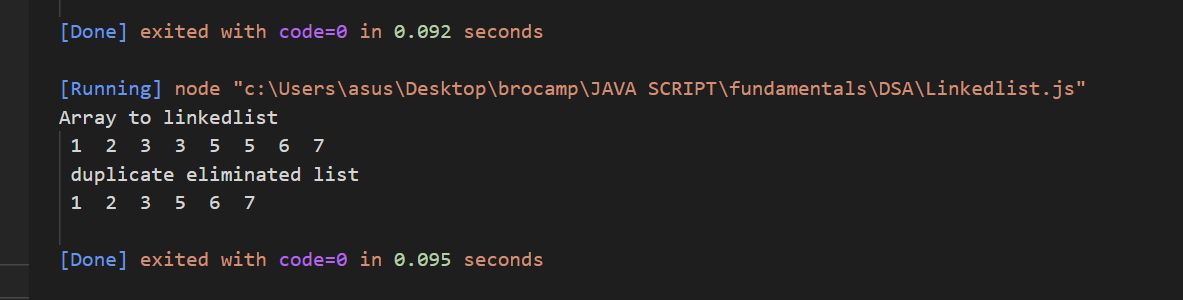 [Done] exited with code=0 in 0.092 seconds
[Running] node "c:\Users\asus\Desktop\brocamp\JAVA SCRIPT\fundamentals\DSA\Linkedlist.js"
Array to linkedlist
1 2 3 3 5 5 6 7
duplicate eliminated list
1 2 3 5 6 7
[Done] exited with code=0 in 0.095 seconds